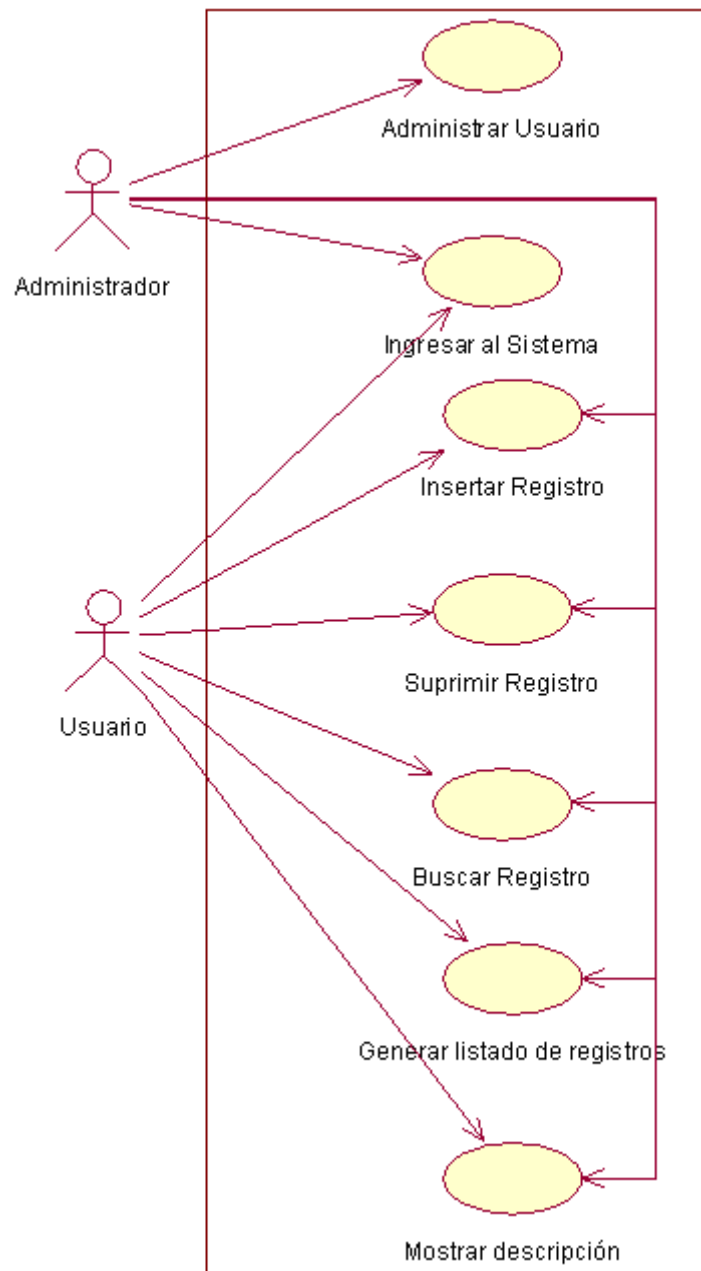 Administrar Usuario
Administrador
Ingresar al Sistema
Insertar Registro
Suprimir Registro
Usuario
Buscar Registro
Generar listado de registros
Mostrar descripción